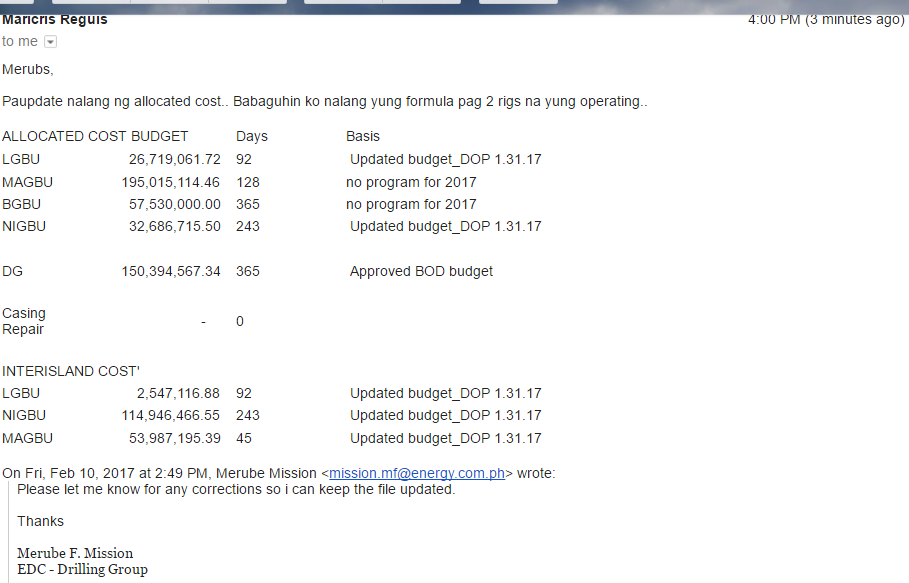 Maricris Reguis 4:00 PM (3 minutes ago)
to me
Merubs,
Paupdate nalang ng allocated cost.. Babaguhin ko nalang yung formula pag 2 rigs na yung operating..
ALLOCATED COST BUDGET Days Basis
LGBU 26,719,061.72 92 Updated budget_DOP 1.31.17
MAGBU 195,015,114.46 128 no program for 2017
BGBU 57,530,000.00 365 no program for 2017
NIGBU 32,686,715.50 243 Updated budget_DOP 1.31.17
DG 150,394,567.34 365 Approved BOD budget
Casing
Repair - 0
INTERISLAND COST'
LGBU 2,547,116.88 92 Updated budget_DOP 1.31.17
NIGBU 114,946,466.55 243 Updated budget_DOP 1.31.17
MAGBU 53,987,195.39 45 Updated budget_DOP 1.31.17
On Fri, Feb 10, 2017 at 2:49 PM, Merube Mission <mission.mf@energy.com.ph> wrote:
Please let me know for any corrections so i can keep the file updated.
Thanks
Merube F. Mission
EDC - Drilling Group